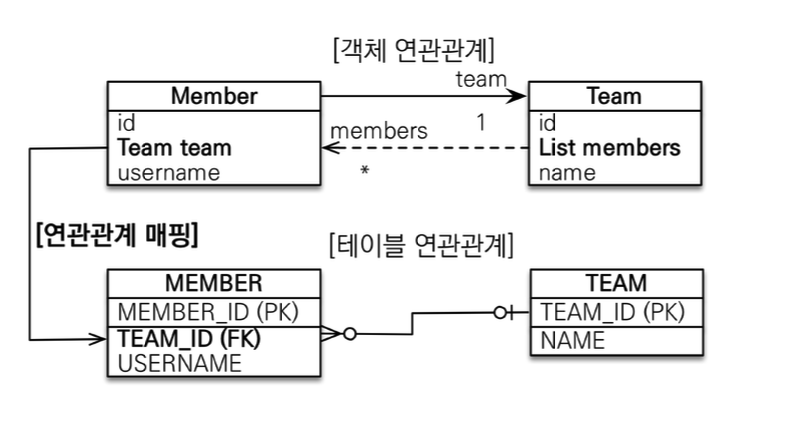 [객체 연관관계]
team
Member
id
Team team
username
members
1
*
Team
id
List members
name
[연관관계 매핑]
[테이블 연관관계]
MEMBER
MEMBER_ID (PK)
TEAM_ID (FK)
USERNAME
TEAM
TEAM_ID (PK)
NAME